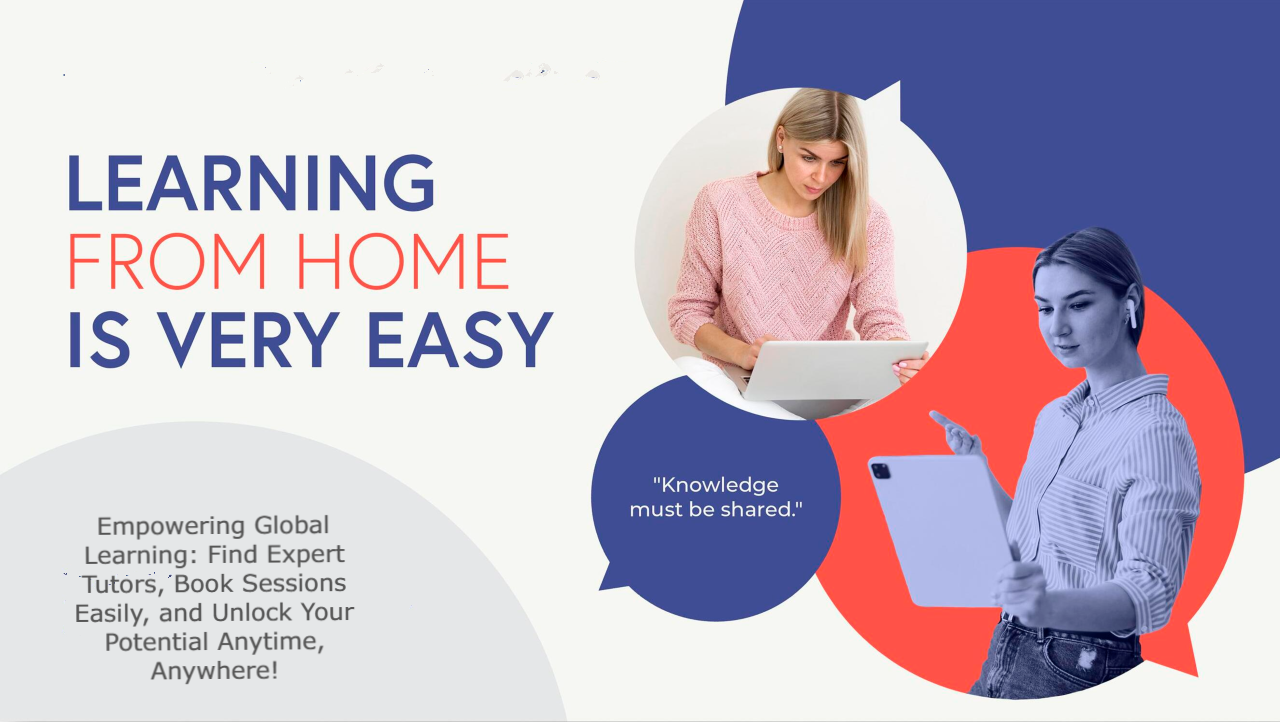 LEARNING
FROM HOME
IS VERY EASY
"Knowledge
must be shared."
Empowering Global
Learning: Find Expert
Tutors, Book Sessions
Easily, and Unlock Your
Potential Anytime,
Anywhere!